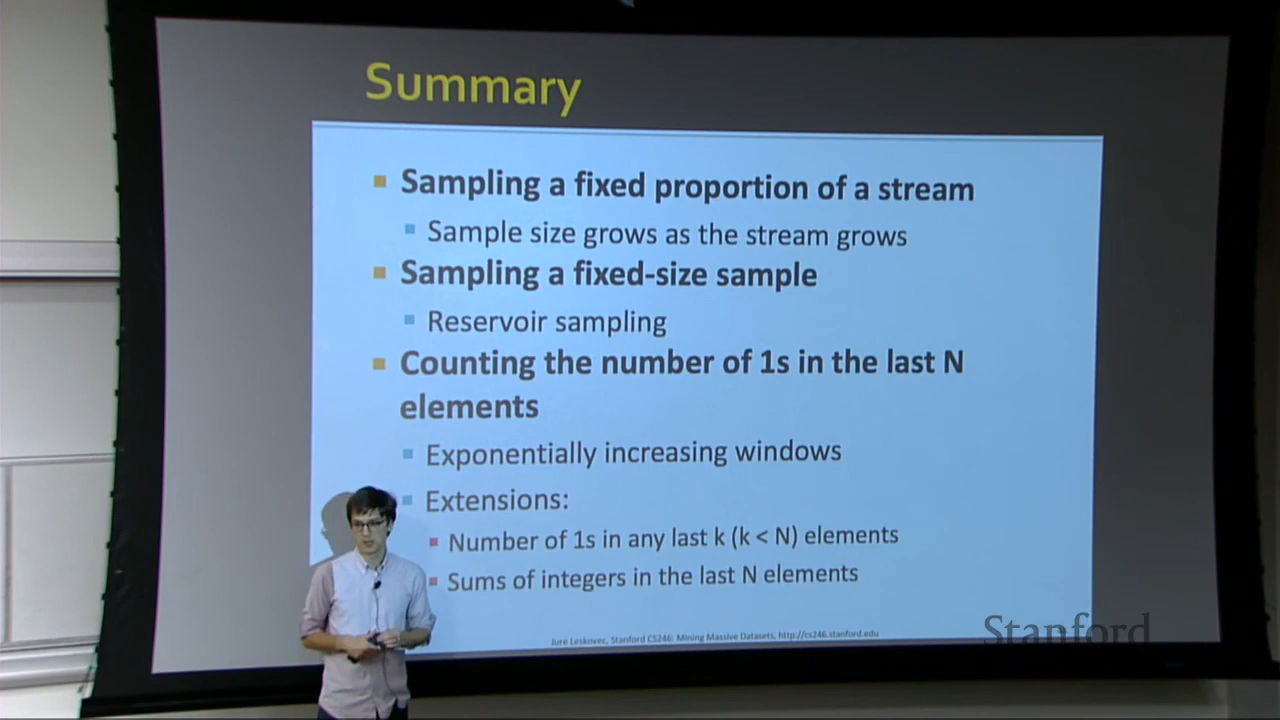 Summary
Sampling a fixed proportion of a stream
Sample size grows as the stream grows
Sampling a fixed-size sample
Reservoir sampling
Counting the number of 1s in the last N
elements
Exponentially increasing windows
Extensions:
Number of 1s in any last k (k < N) elements
Sums of integers in the last N elements
Jure Leskovec, Stanford CS246: Mining Massive Datasets, http://cs246.stanford.edu
Stanford